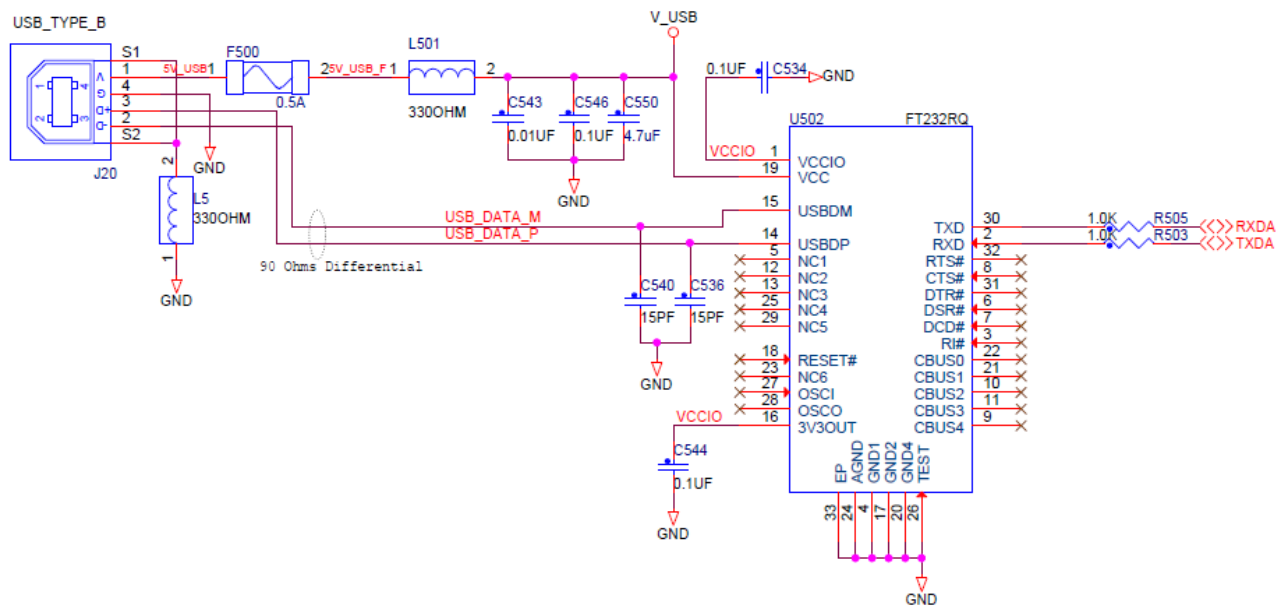 USB_TYPE_B
S1
1
4
3
2
S2
V
G
D+
D-
1
4
2
3
J20
5V_USB
1
F500
2
0.5A
5V_USB_F
1
L501
2
330OHM
V_USB
C543
0.01UF
C546
0.1UF
C550
4.7uF
GND
GND
2
L5
330OHM
1
GND
0.1UF
C534
GND
USB_DATA_M
USB_DATA_P
90 Ohms Differential
C540
15PF
C536
15PF
GND
VCCIO
C544
0.1UF
GND
U502
FT232RQ
VCCIO
1
VCCIO
19
VCC
15
USBDM
14
USBDP
5
NC1
12
NC2
13
NC3
25
NC4
29
NC5
18
RESET#
23
NC6
27
OSCI
28
OSCO
16
3V3OUT
TXD
30
RXD
2
RTS#
32
CTS#
8
DTR#
31
DSR#
6
DCD#
7
RI#
3
CBUS0
22
CBUS1
21
CBUS2
10
CBUS3
11
CBUS4
9
1.0K
R505
RXDA
1.0K
R503
TXDA
EP
AGND
GND1
GND2
GND4
TEST
33
24
4
17
20
26
GND